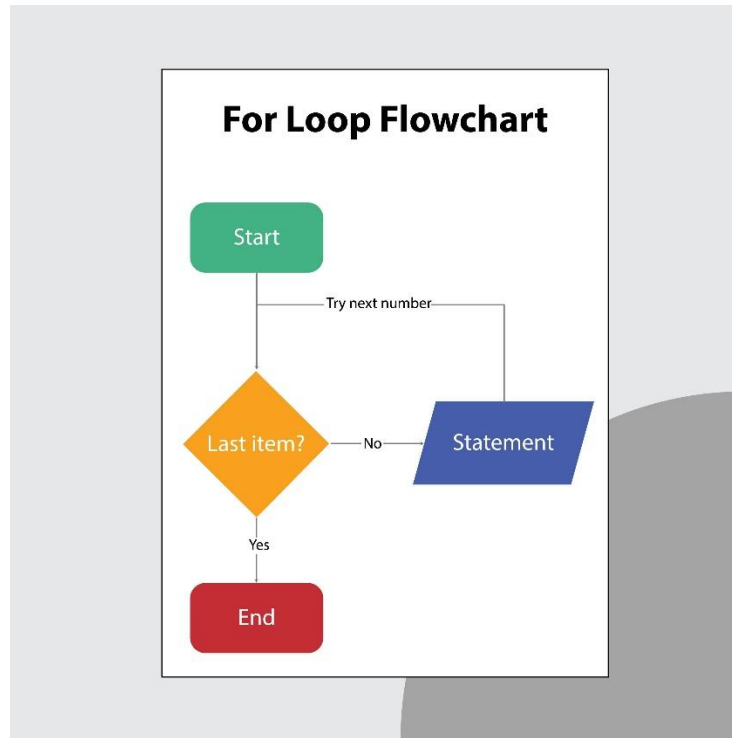 For Loop Flowchart
Start
Try next number
Last item?
No
Statement
Yes
End